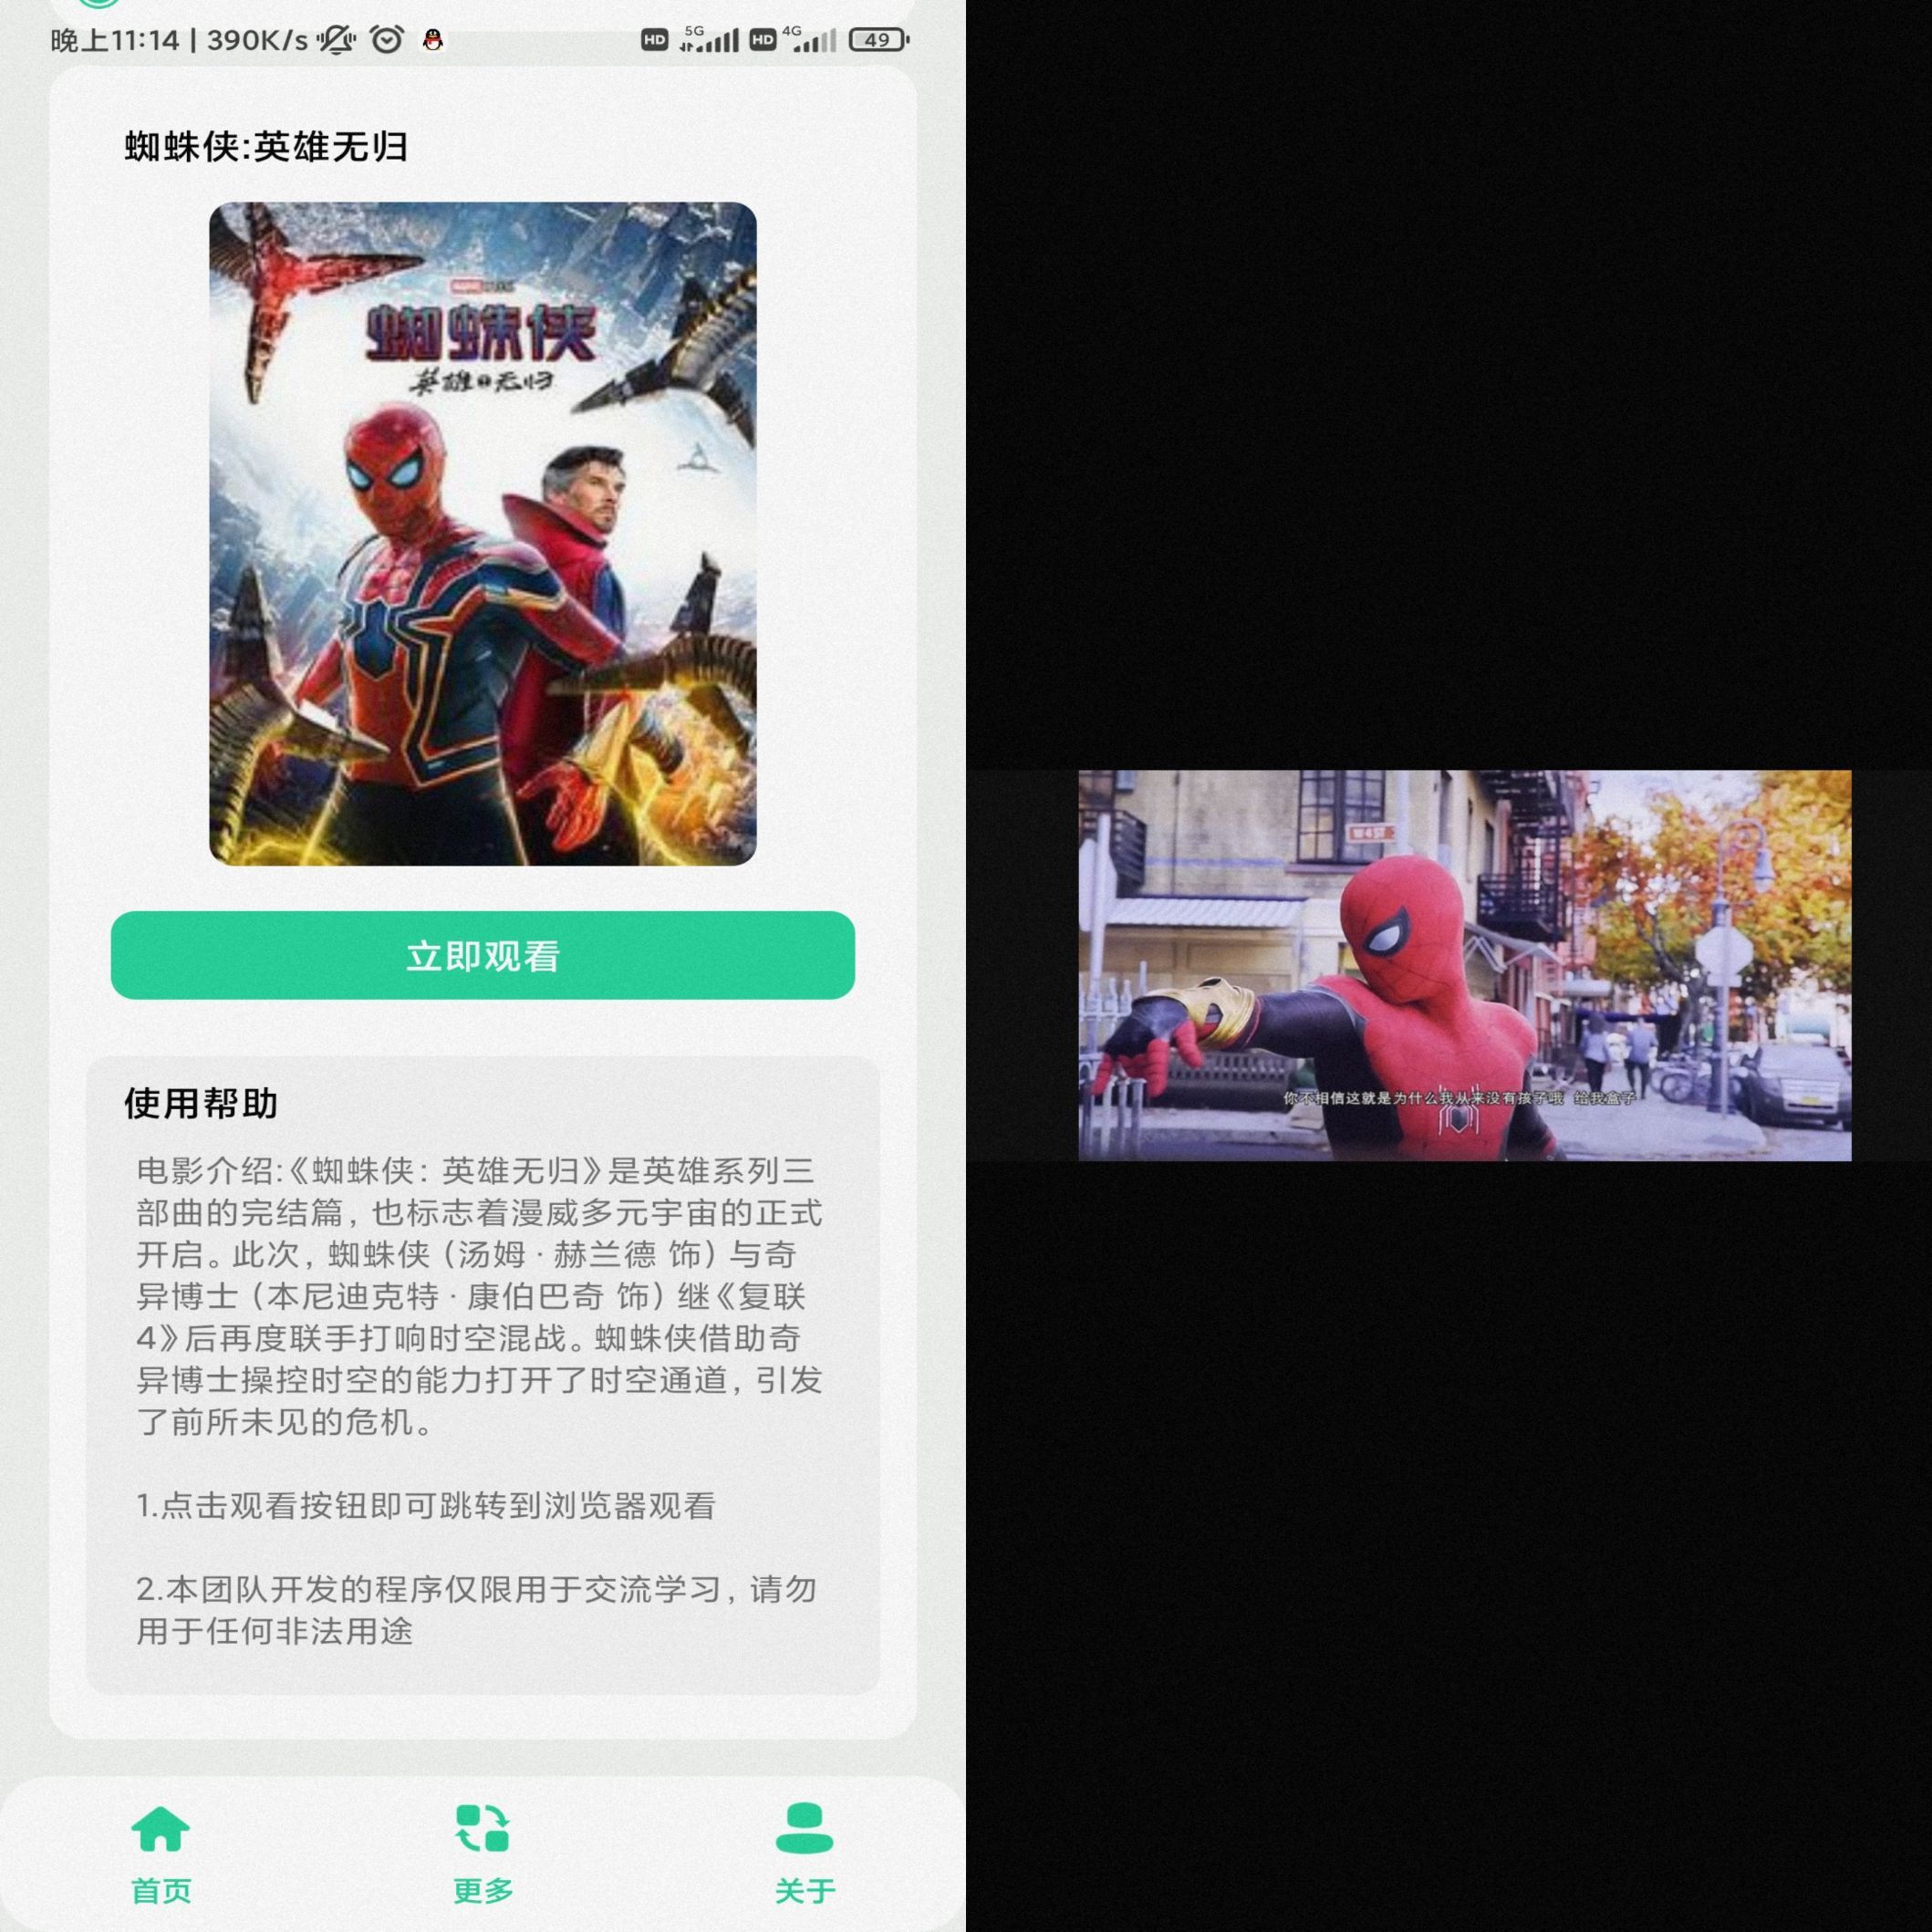 晚上11:14 | 390K/s
HD 5G HD 4G 49
蜘蛛侠:英雄无归
蜘蛛侠
英雄无归
立即观看
使用帮助
电影介绍:《蜘蛛侠: 英雄无归》是英雄系列三
部曲的完结篇, 也标志着漫威多元宇宙的正式
开启。此次, 蜘蛛侠 (汤姆·赫兰德 饰) 与奇
异博士 (本尼迪克特·康伯巴奇 饰) 继《复联
4》后再度联手打响时空混战。蜘蛛侠借助奇
异博士操控时空的能力打开了时空通道, 引发
了前所未见的危机。
1.点击观看按钮即可跳转到浏览器观看
2.本团队开发的程序仅限用于交流学习, 请勿
用于任何非法用途
首页
更多
关于
你不相信这就是为什么我从来没有孩子哦 给我盒子